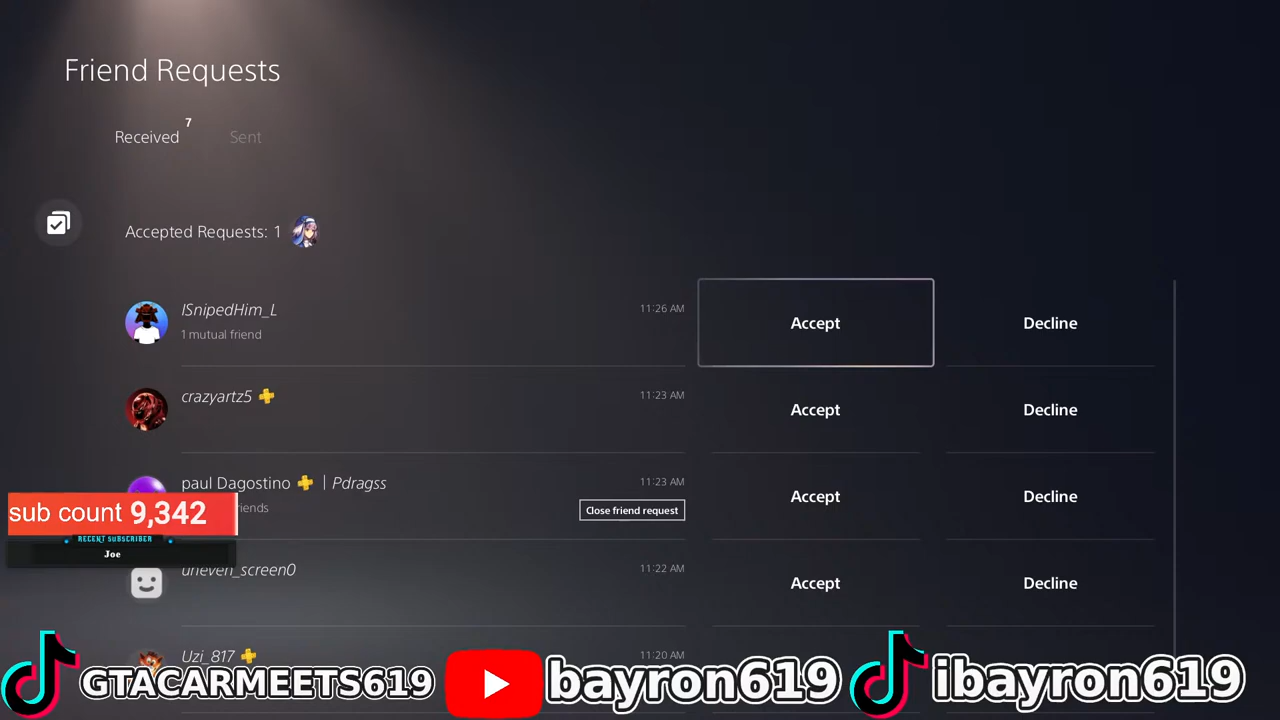 Friend Requests
Received 7 Sent
Accepted Requests: 1
ISnipedHim_L 11:26 AM Accept Decline
1 mutual friend
crazyartz5 11:23 AM Accept Decline
paul Dagostino | Pdragss 11:23 AM Accept Decline
Close friend request
sub count 9,342
RECENT SUBSCRIBER
Joe
uneven_screen0 11:22 AM Accept Decline
Uzi_817 11:20 AM
GTACARMEETS619 bayron619 ibayron619